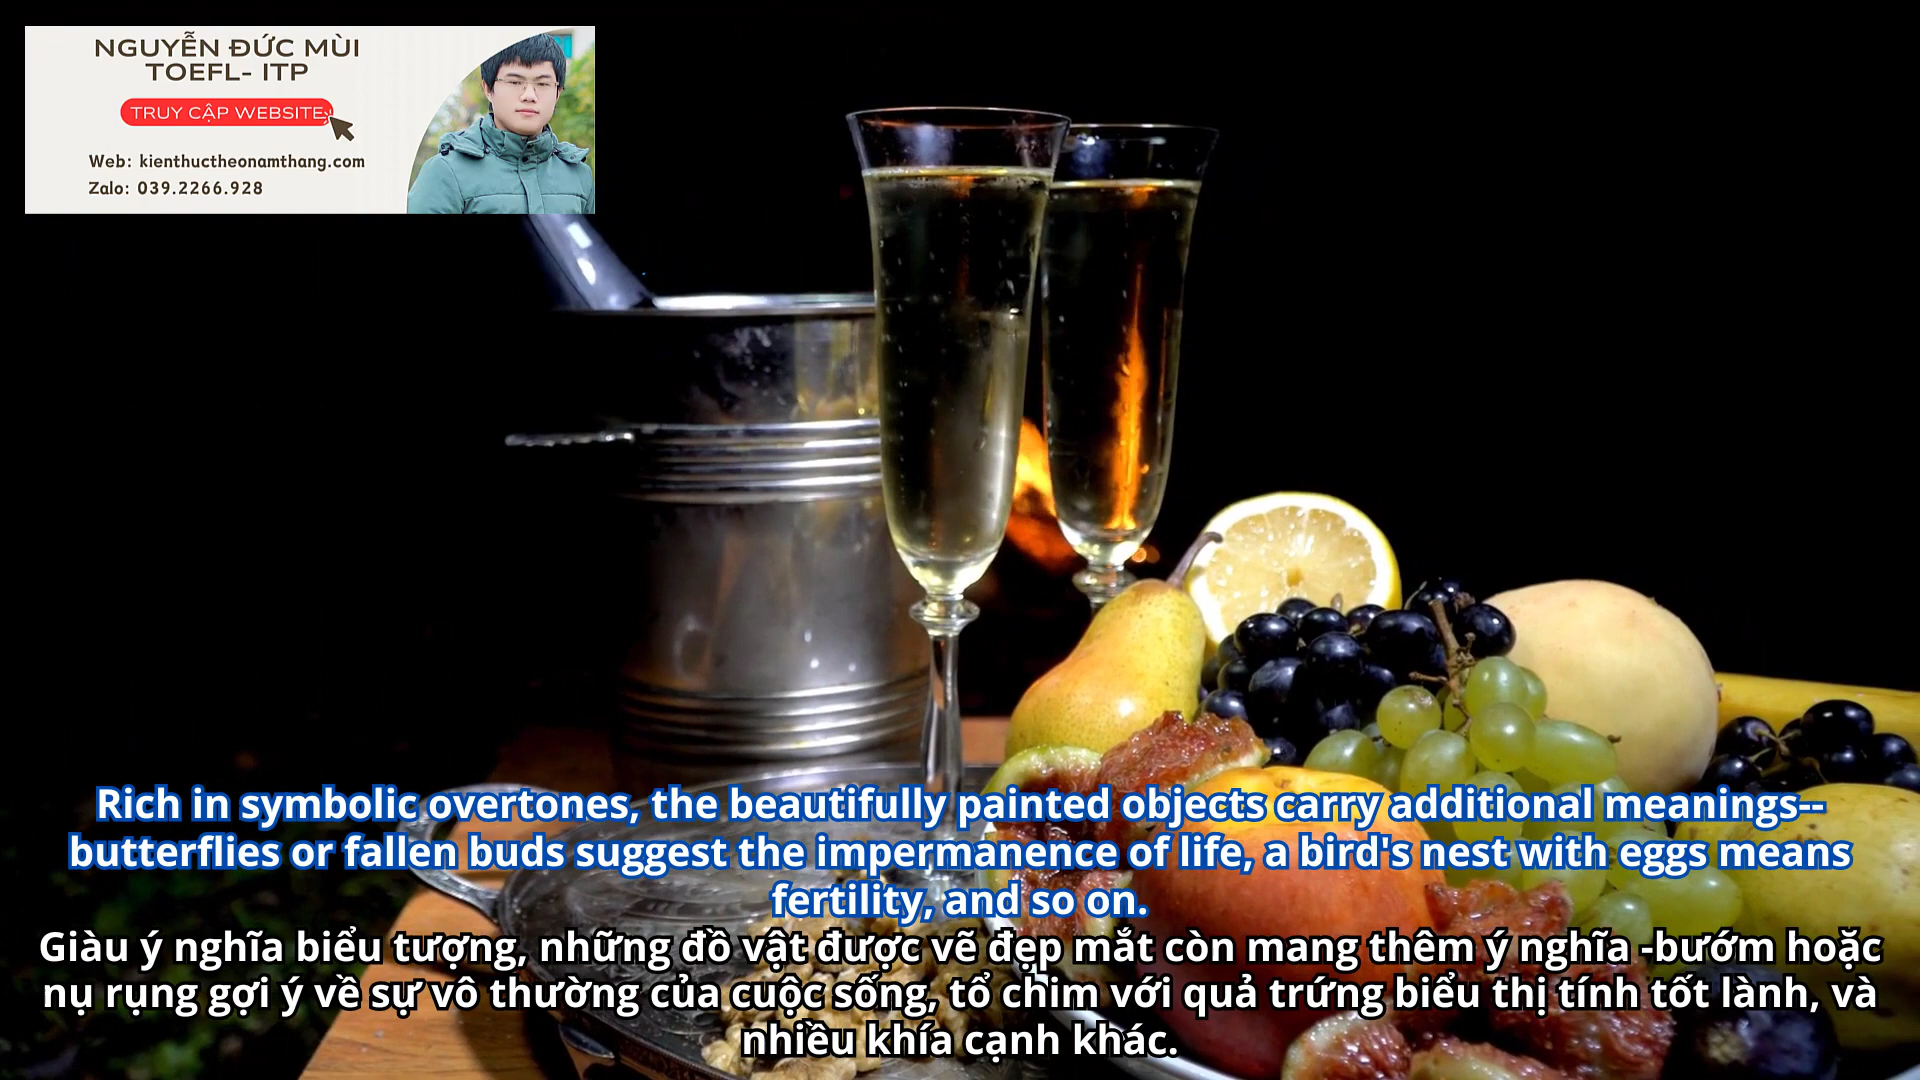 NGUYỄN ĐỨC MÙI
TOEFL- ITP
TRUY CẬP WEBSITE
Web: kienthuctheonamthang.com
Zalo: 039.2266.928
Rich in symbolic overtones, the beautifully painted objects carry additional meanings--
butterflies or fallen buds suggest the impermanence of life, a bird's nest with eggs means
fertility, and so on.
Giàu ý nghĩa biểu tượng, những đồ vật được vẽ đẹp mắt còn mang thêm ý nghĩa -bướm hoặc
nụ rụng gợi ý về sự vô thường của cuộc sống, tổ chim với quả trứng biểu thị tính tốt lành, và
nhiều khía cạnh khác.